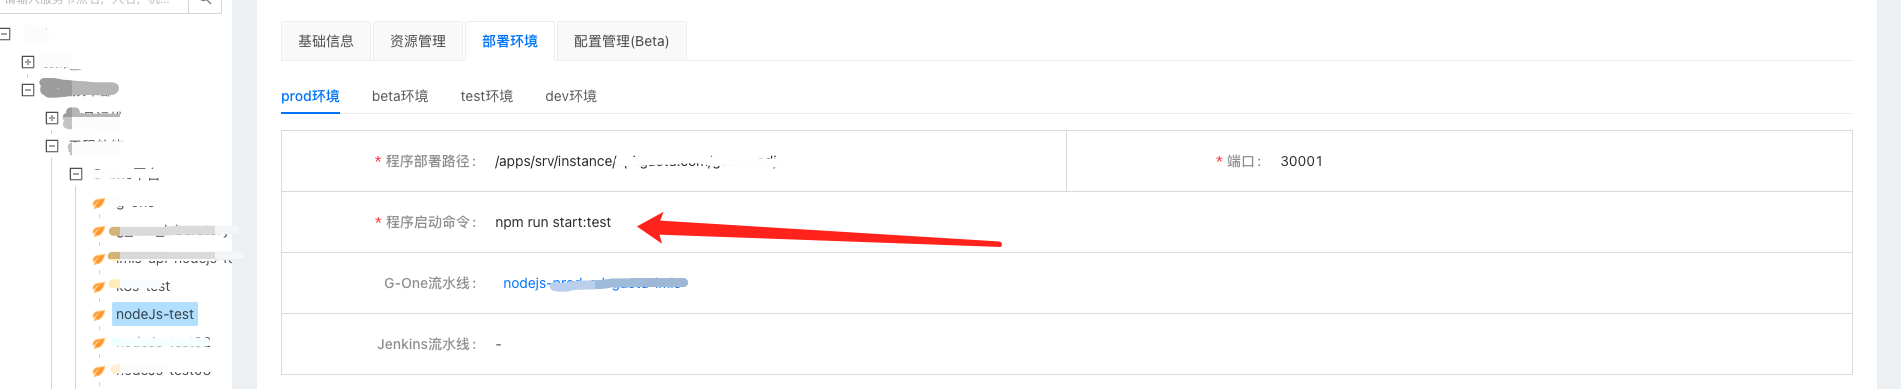 基础信息 资源管理 部署环境 配置管理(Beta)
prod环境 beta环境 test环境 dev环境
* 程序部署路径： /apps/srv/instance/ * 端口： 30001
* 程序启动命令： npm run start:test
G-One流水线： nodejs-
Jenkins流水线： -
k8s-test
nodeJs-test